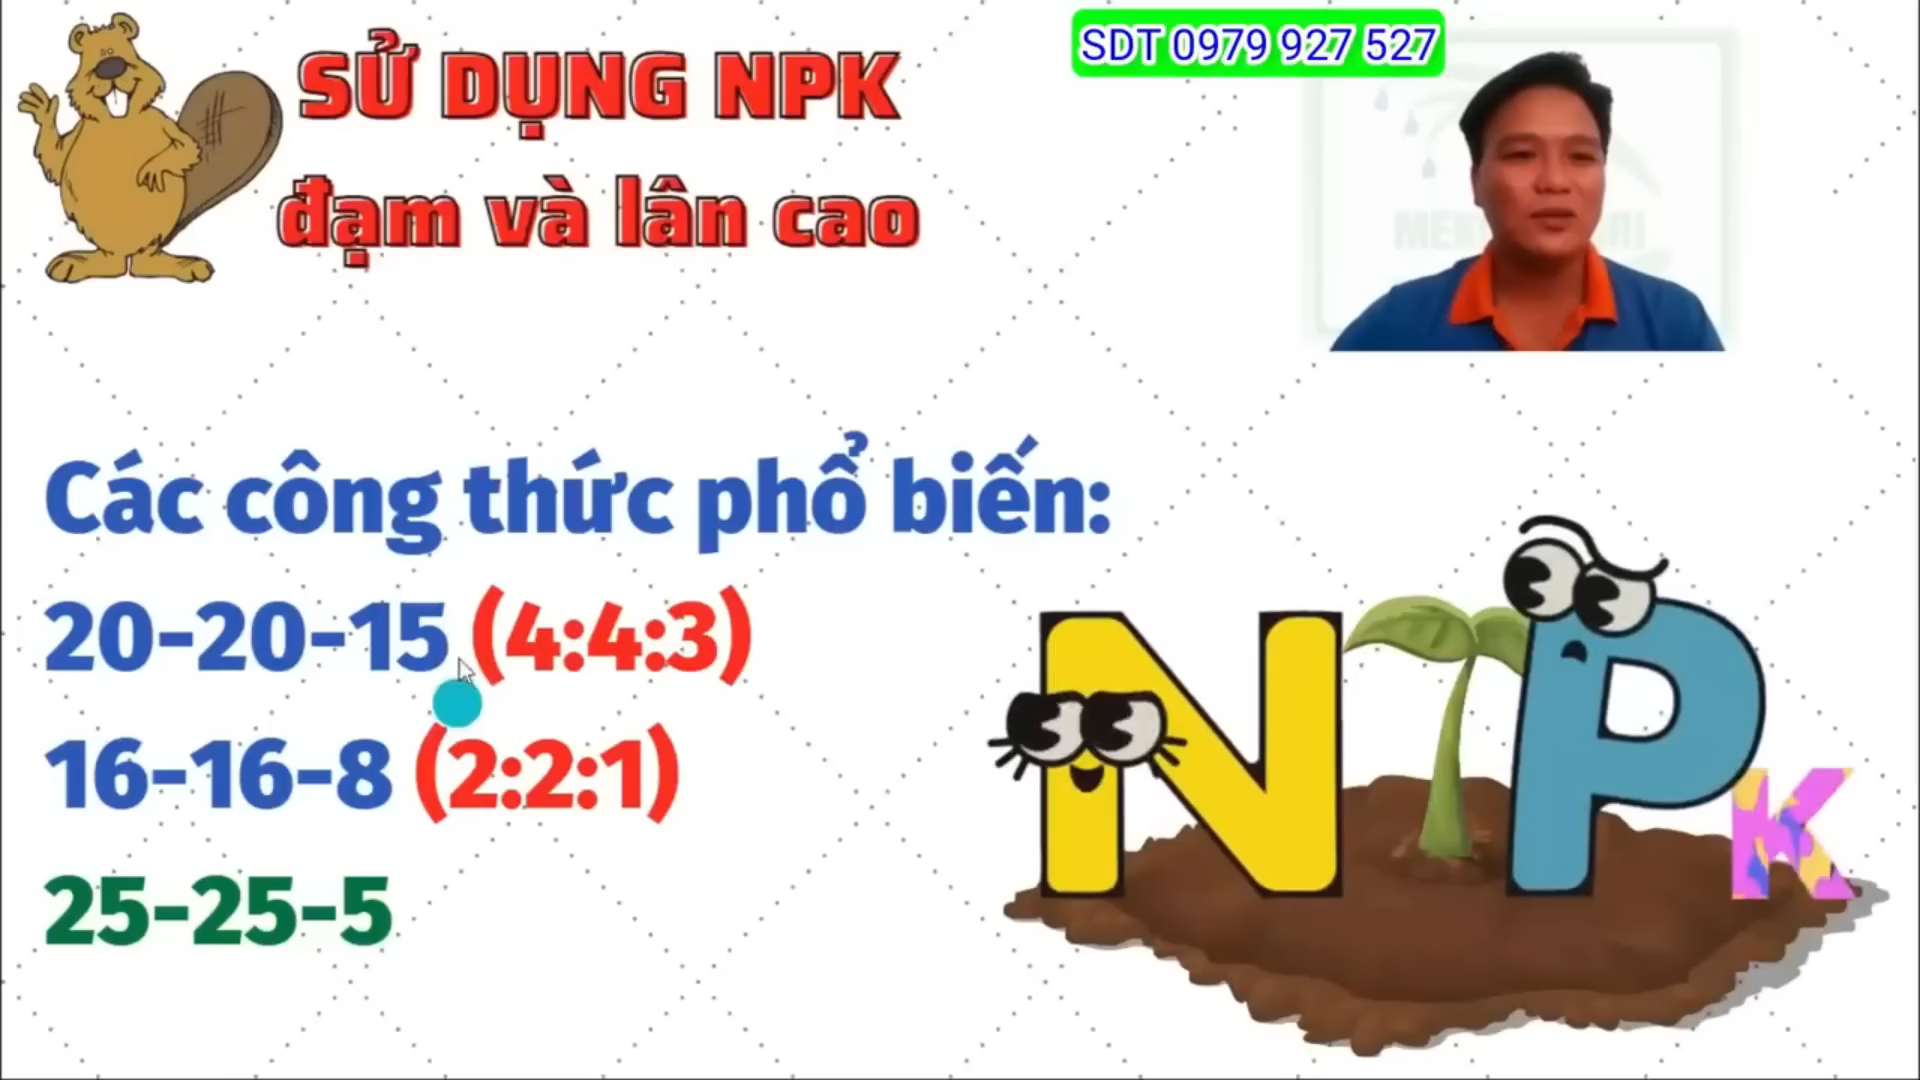 SỬ DỤNG NPK
đạm và lân cao
SDT 0979 927 527
Các công thức phổ biến:
20-20-15 (4:4:3)
16-16-8 (2:2:1)
25-25-5
N P K